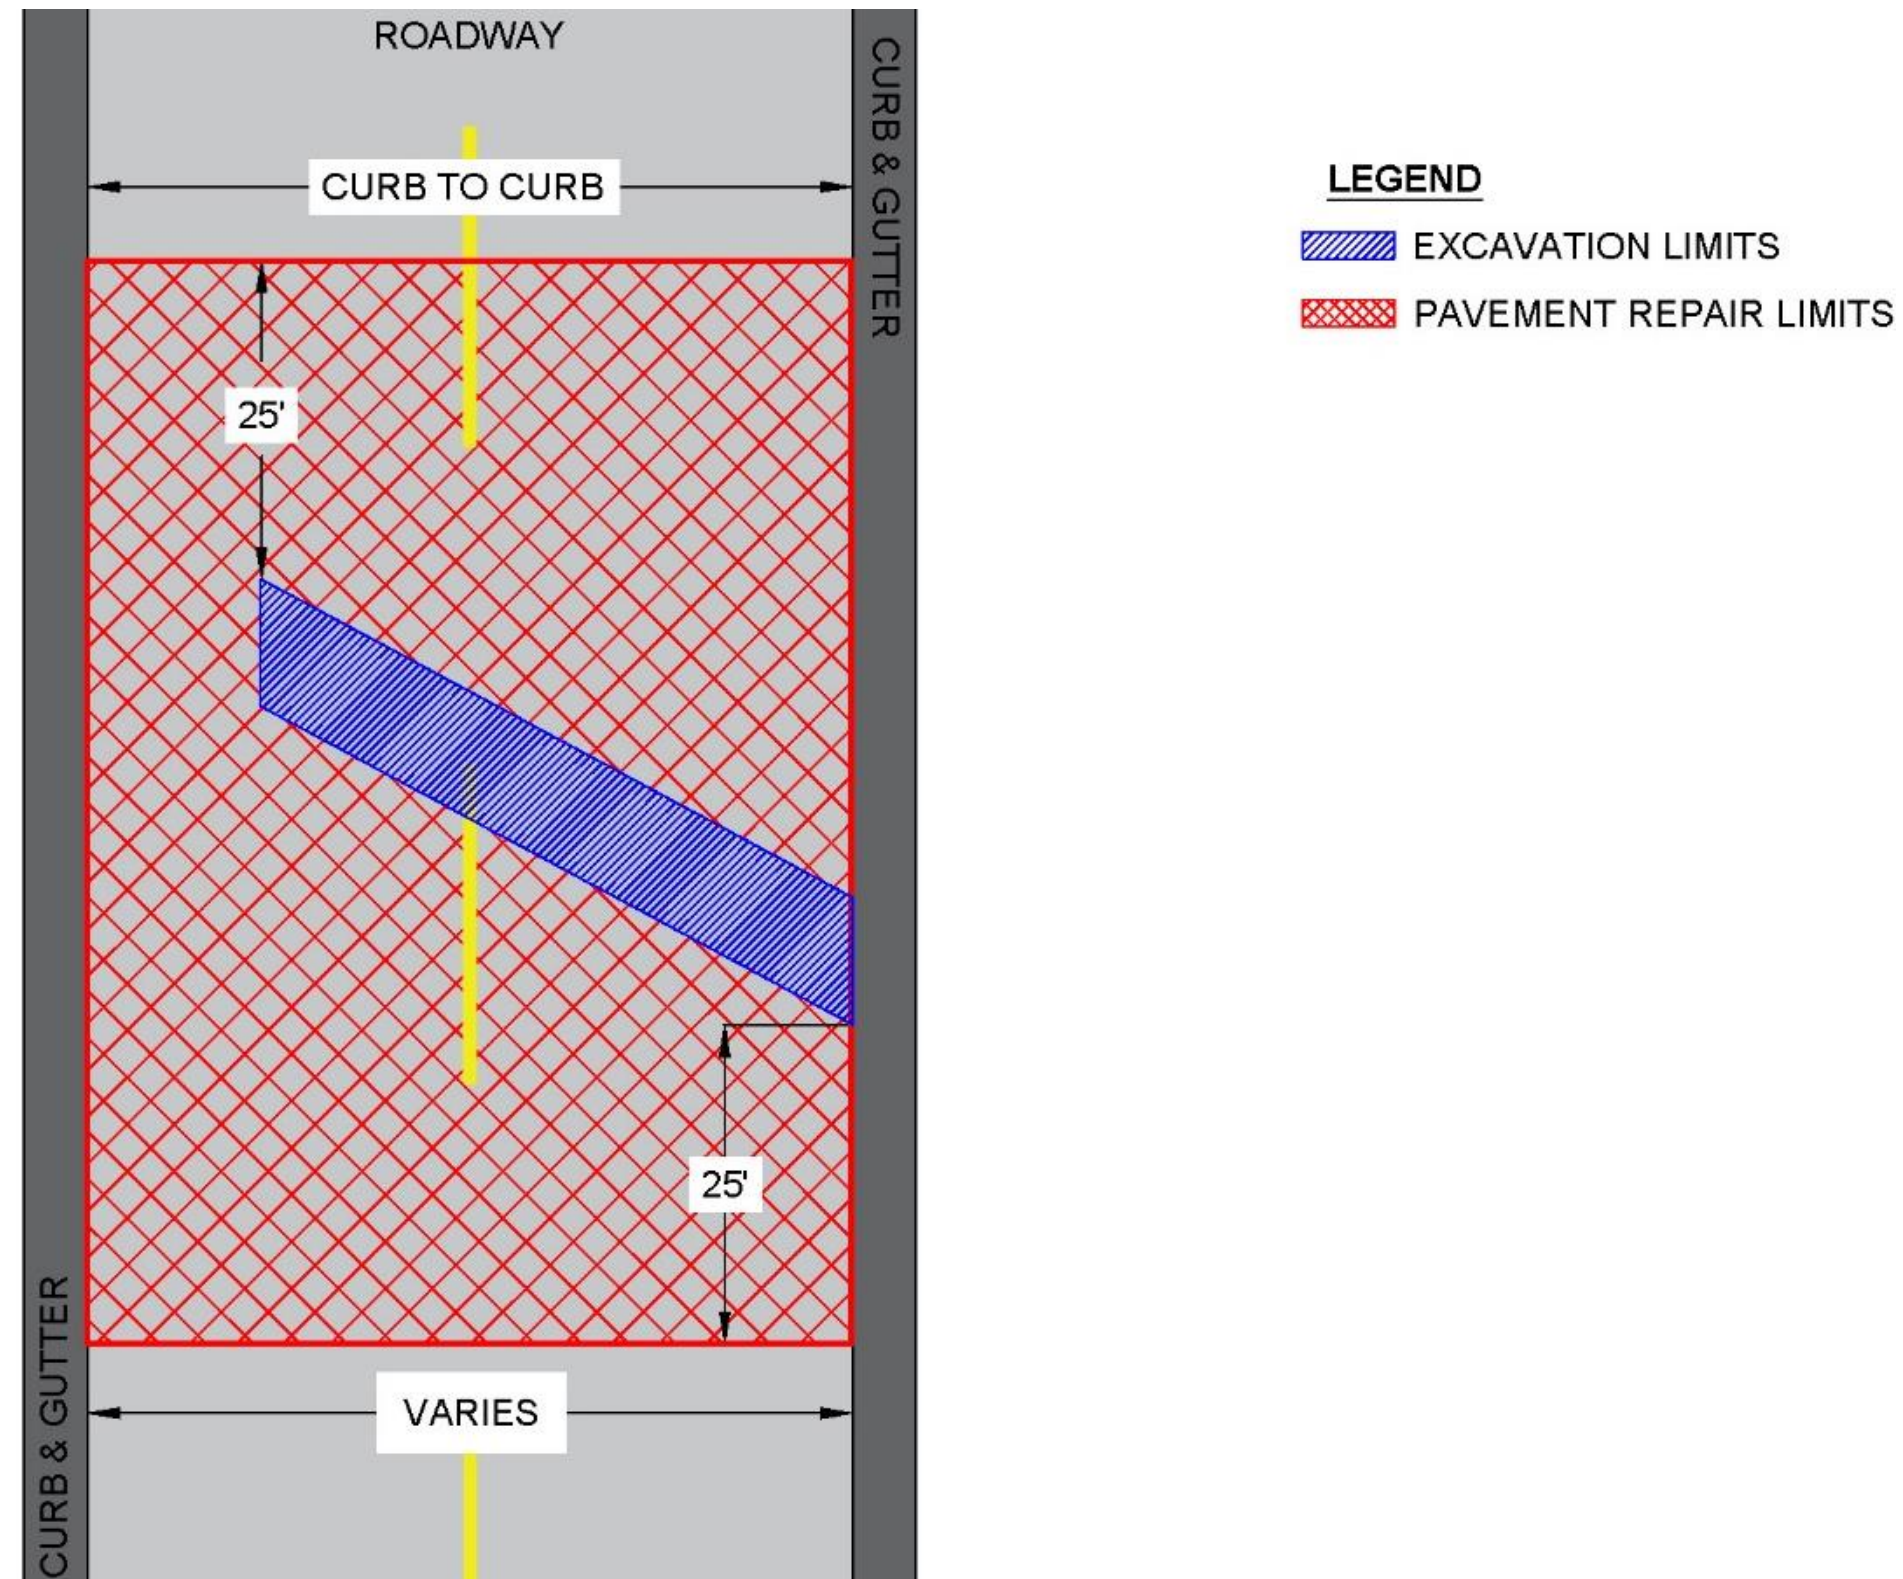 ROADWAY
CURB & GUTTER
CURB TO CURB
25'
25'
VARIES
CURB & GUTTER
LEGEND
EXCAVATION LIMITS
PAVEMENT REPAIR LIMITS